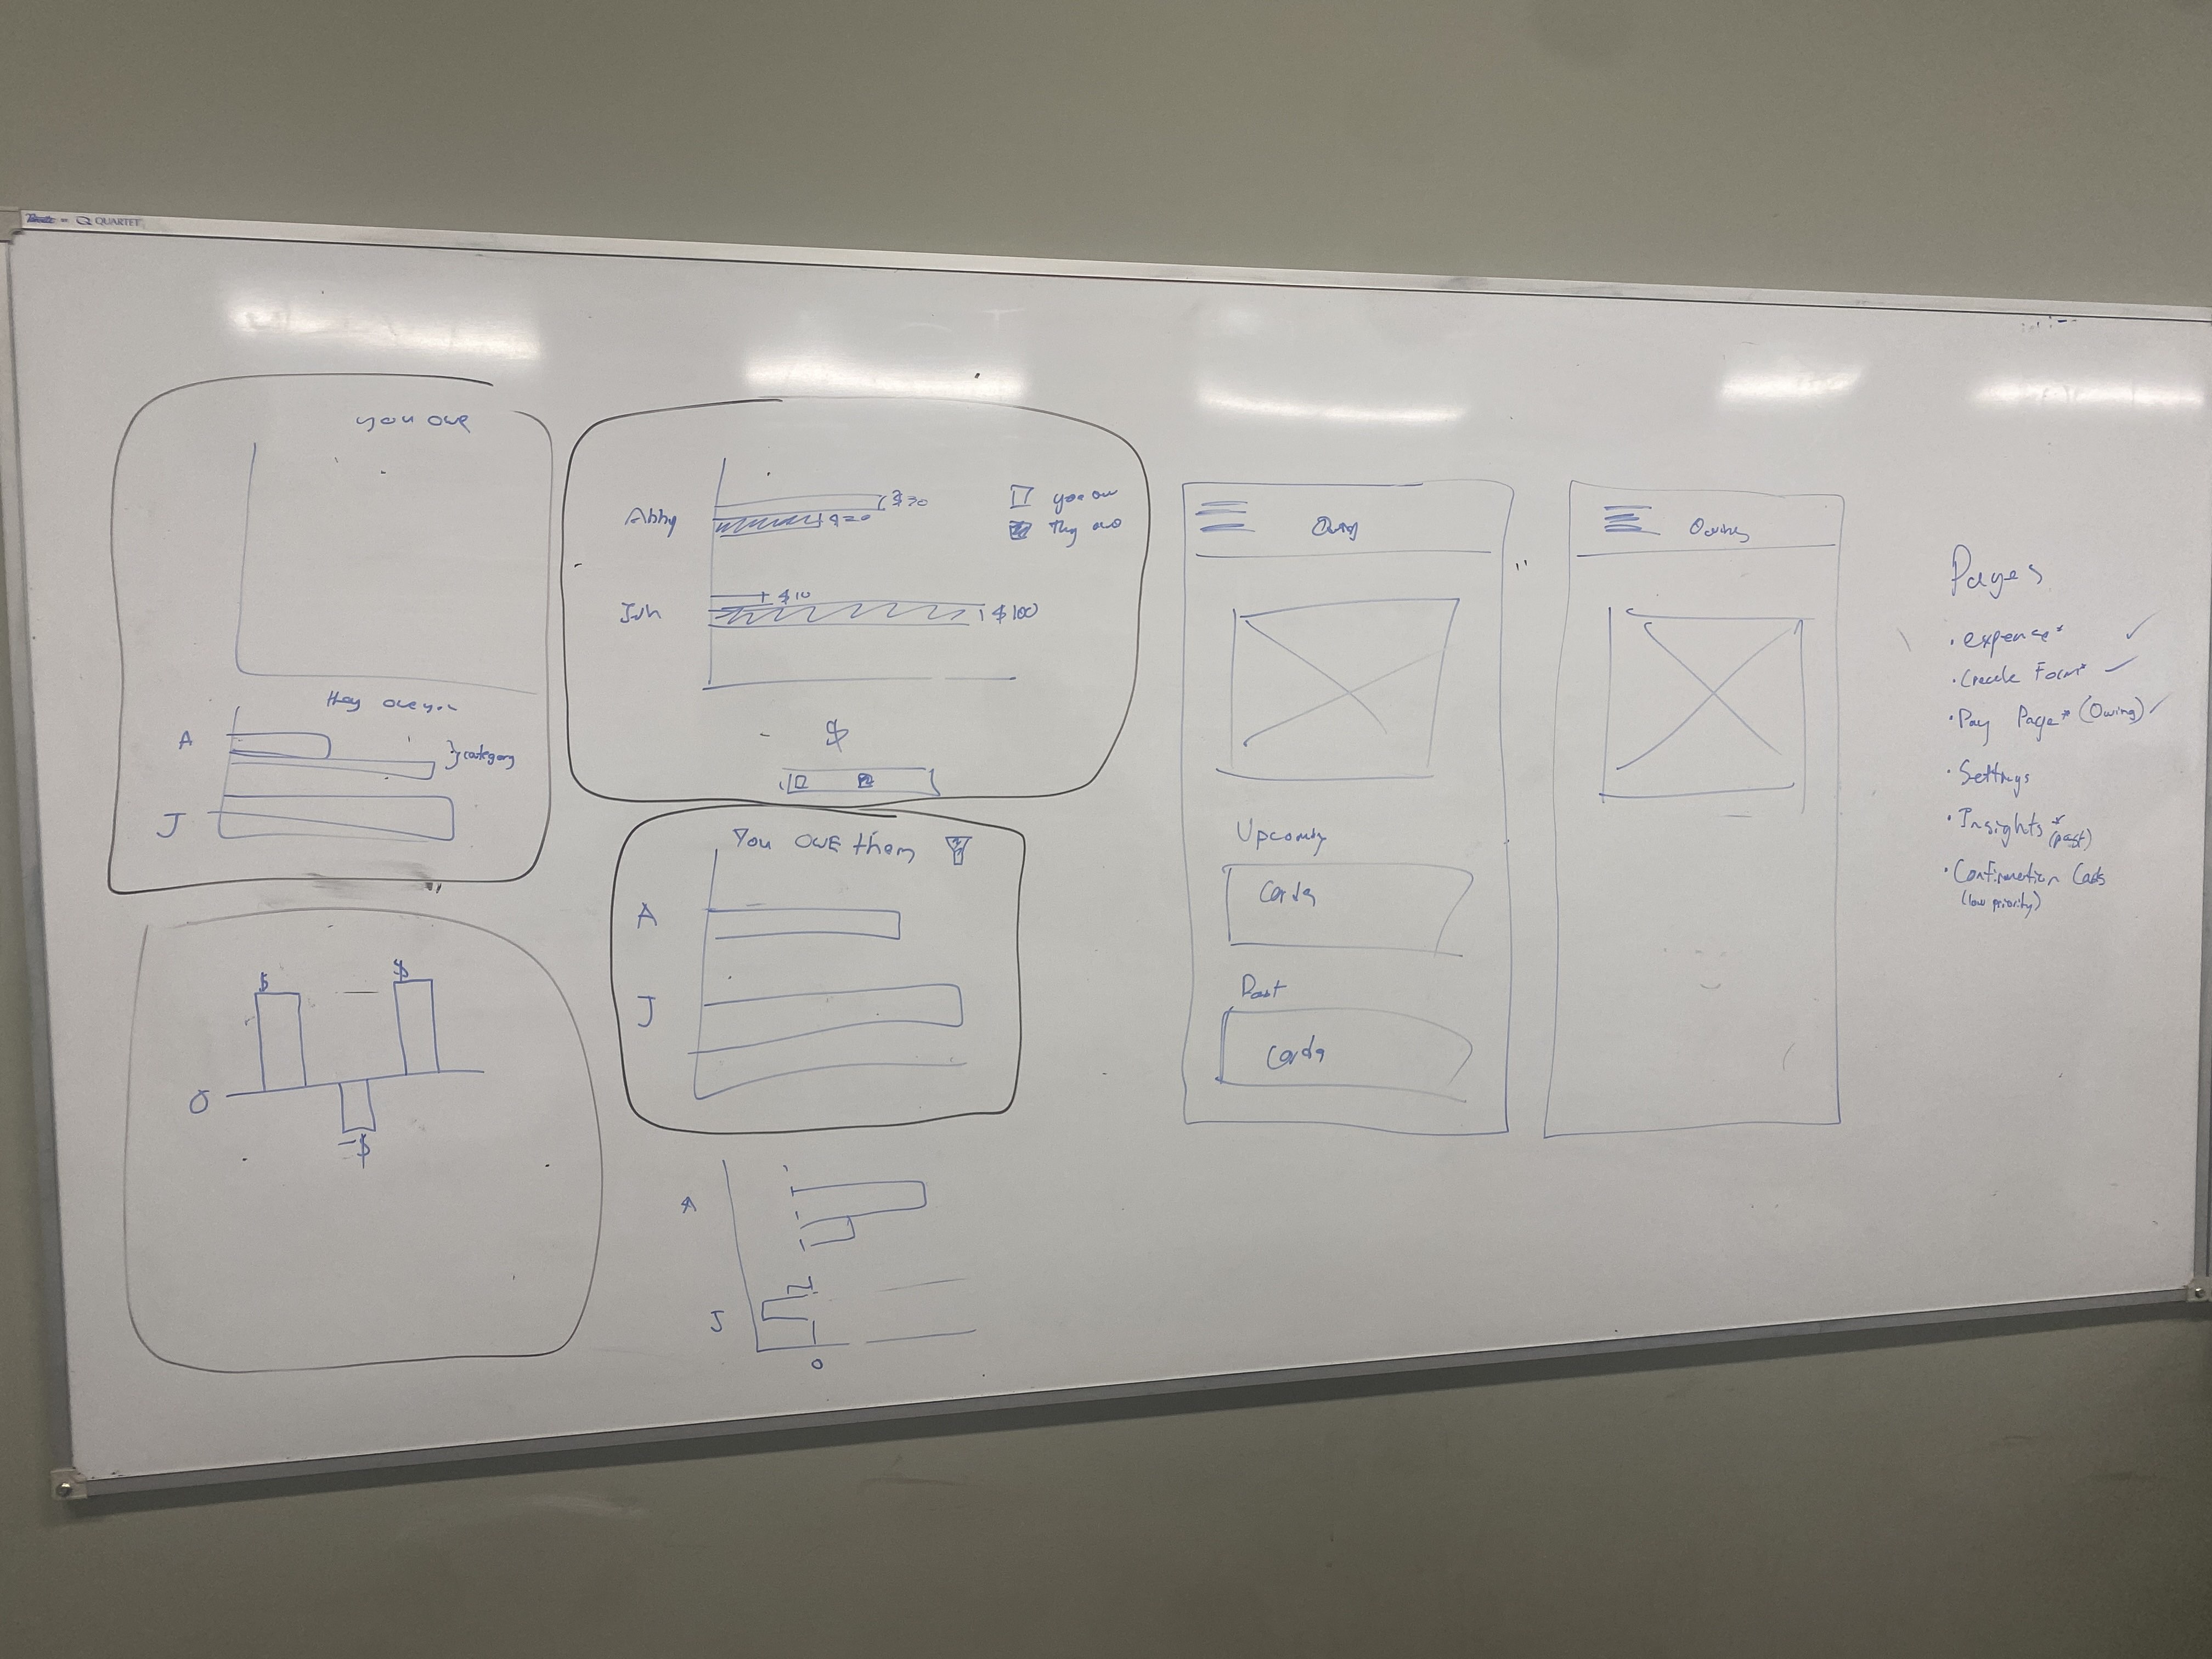 QUARTET
you owe
they owe you
A
} category
J
Abby
$20
you owe
they owe
$10
$100
$
You OWE them
A
J
$
$
0
-$
A
J
0
Owing
Upcoming
Cards
Past
Cards
Owing
Pages
· expense* ✓
· Create Form* ✓
· Pay Page* (Owing) ✓
· Settings
· Insights* (past)
· Confirmation Cards
(low priority)